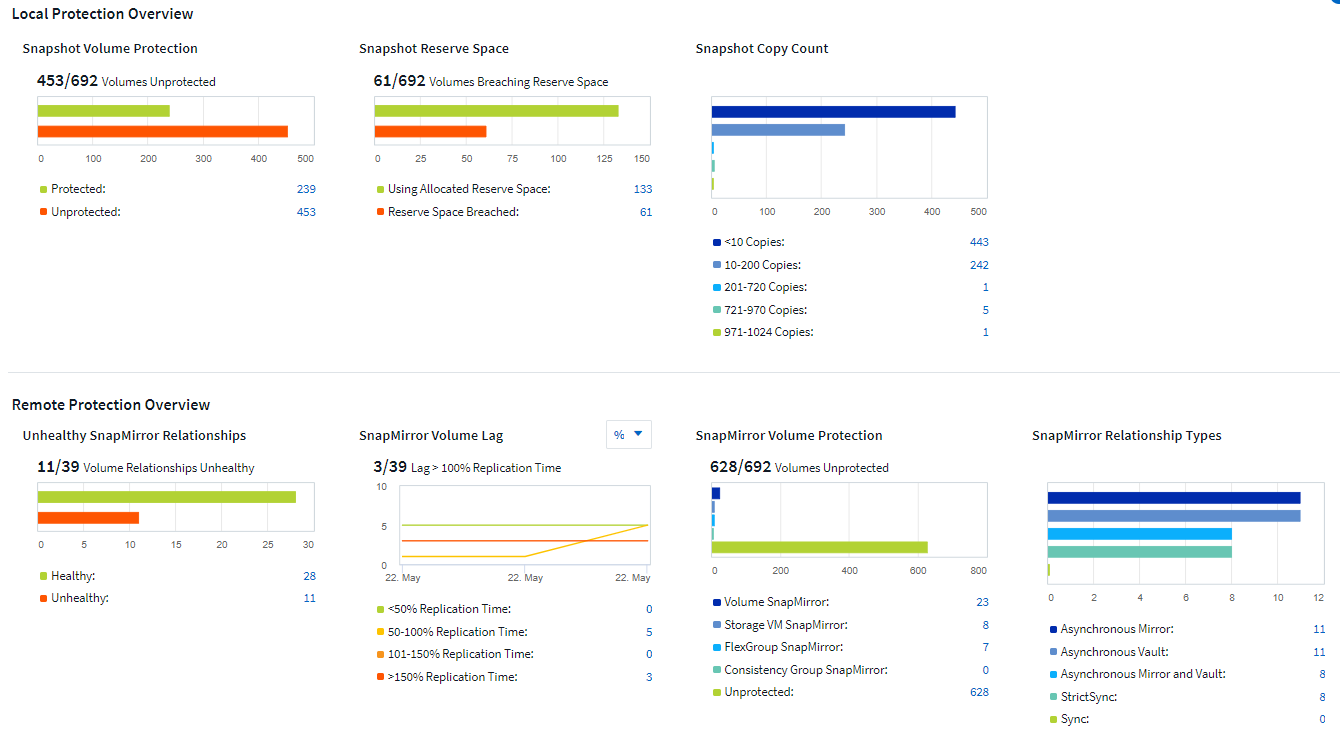 Local Protection Overview
Snapshot Volume Protection
453/692 Volumes Unprotected
0 100 200 300 400 500
Protected: 239
Unprotected: 453
Snapshot Reserve Space
61/692 Volumes Breaching Reserve Space
0 25 50 75 100 125 150
Using Allocated Reserve Space: 133
Reserve Space Breached: 61
Snapshot Copy Count
0 100 200 300 400 500
<10 Copies: 443
10-200 Copies: 242
201-720 Copies: 1
721-970 Copies: 5
971-1024 Copies: 1
Remote Protection Overview
Unhealthy SnapMirror Relationships
11/39 Volume Relationships Unhealthy
0 5 10 15 20 25 30
Healthy: 28
Unhealthy: 11
SnapMirror Volume Lag
%
3/39 Lag > 100% Replication Time
10
5
0
22. May 22. May 22. May
<50% Replication Time: 0
50-100% Replication Time: 5
101-150% Replication Time: 0
>150% Replication Time: 3
SnapMirror Volume Protection
628/692 Volumes Unprotected
0 200 400 600 800
Volume SnapMirror: 23
Storage VM SnapMirror: 8
FlexGroup SnapMirror: 7
Consistency Group SnapMirror: 0
Unprotected: 628
SnapMirror Relationship Types
0 2 4 6 8 10 12
Asynchronous Mirror: 11
Asynchronous Vault: 11
Asynchronous Mirror and Vault: 8
StrictSync: 8
Sync: 0